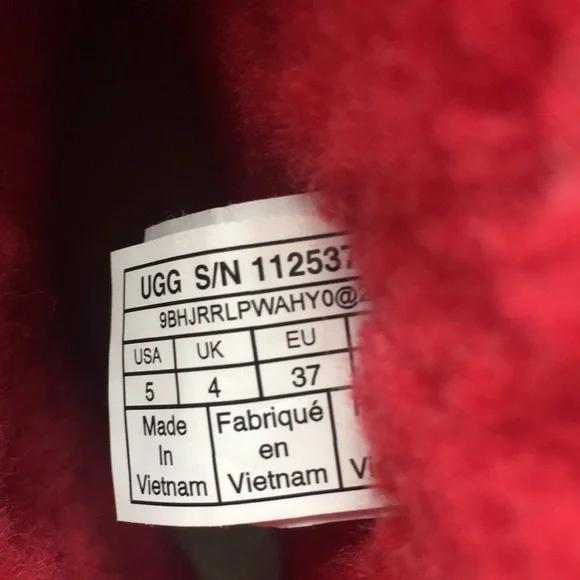 UGG S/N 112537
9BHJRRLPWAHY0@
USA UK EU
5 4 37
Made In Vietnam
Fabriqué en Vietnam